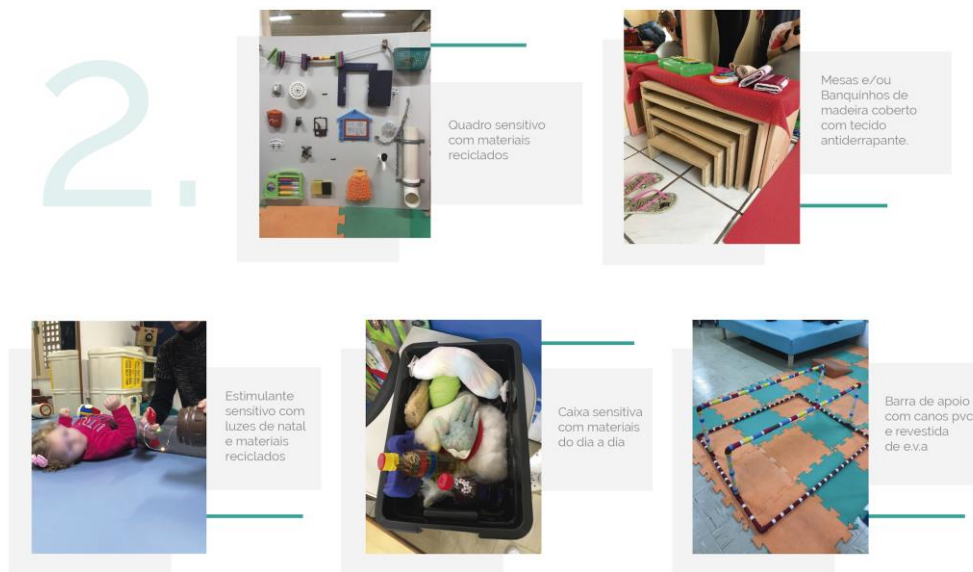 2.
Quadro sensitivo
com materiais
reciclados
Mesas e/ou
Banquinhos de
madeira coberto
com tecido
antiderrapante.
Estimulante
sensitivo com
luzes de natal
e materiais
reciclados
Caixa sensitiva
com materiais
do dia a dia
Barra de apoio
com canos pvc
e revestida
de e.v.a